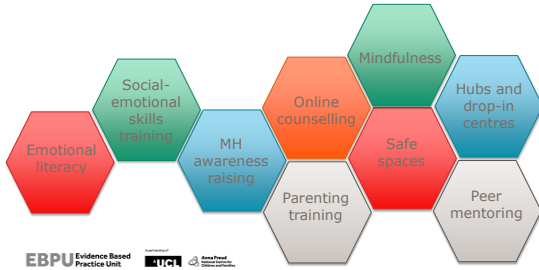 Emotional
literacy
Social-
emotional
skills
training
MH
awareness
raising
Online
counselling
Parenting
training
Mindfulness
Safe
spaces
Hubs and
drop-in
centres
Peer
mentoring
EBPU Evidence Based
Practice Unit
UCL
Anna Freud
National Centre for
Children and Families